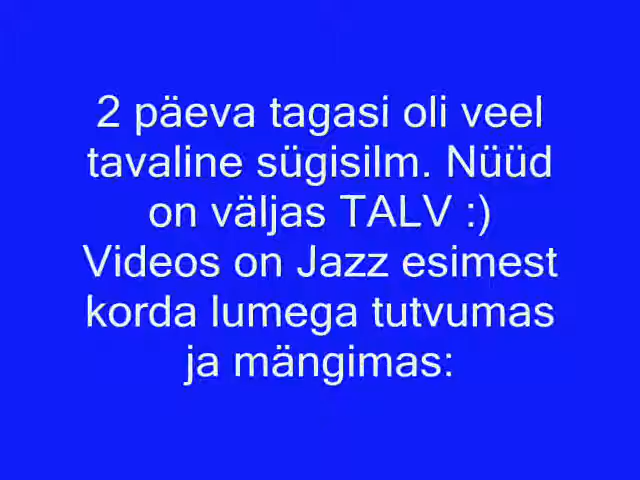 2 päeva tagasi oli veel
tavaline sügisilm. Nüüd
on väljas TALV :)
Videos on Jazz esimest
korda lumega tutvumas
ja mängimas: